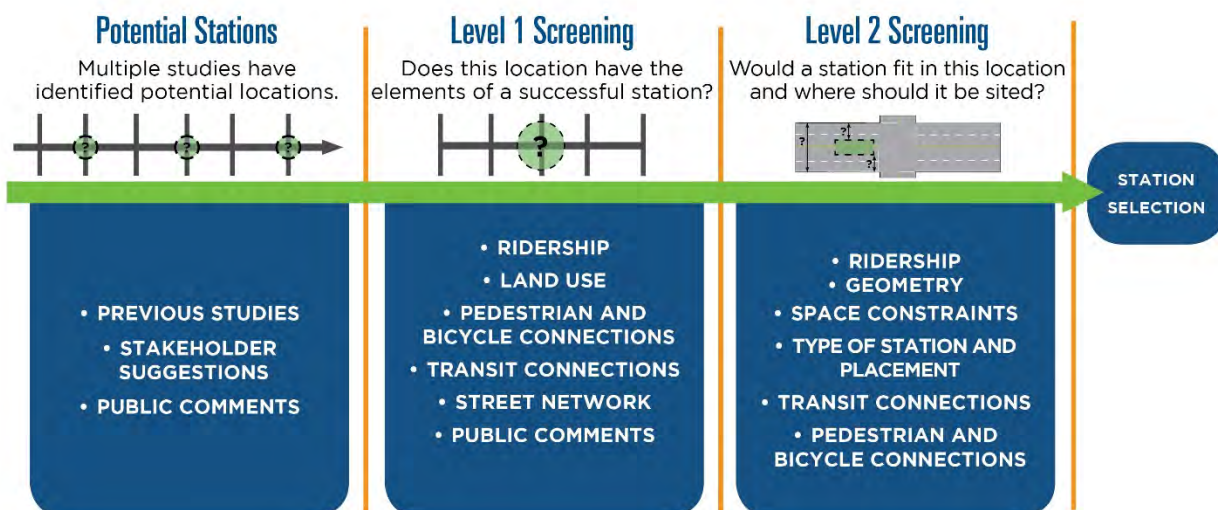 Potential Stations
Multiple studies have
identified potential locations.
? ? ?
• PREVIOUS STUDIES
• STAKEHOLDER
SUGGESTIONS
• PUBLIC COMMENTS
Level 1 Screening
Does this location have the
elements of a successful station?
?
• RIDERSHIP
• LAND USE
• PEDESTRIAN AND
BICYCLE CONNECTIONS
• TRANSIT CONNECTIONS
• STREET NETWORK
• PUBLIC COMMENTS
Level 2 Screening
Would a station fit in this location
and where should it be sited?
? ? ?
• RIDERSHIP
• GEOMETRY
• SPACE CONSTRAINTS
• TYPE OF STATION AND
PLACEMENT
• TRANSIT CONNECTIONS
• PEDESTRIAN AND
BICYCLE CONNECTIONS
STATION
SELECTION